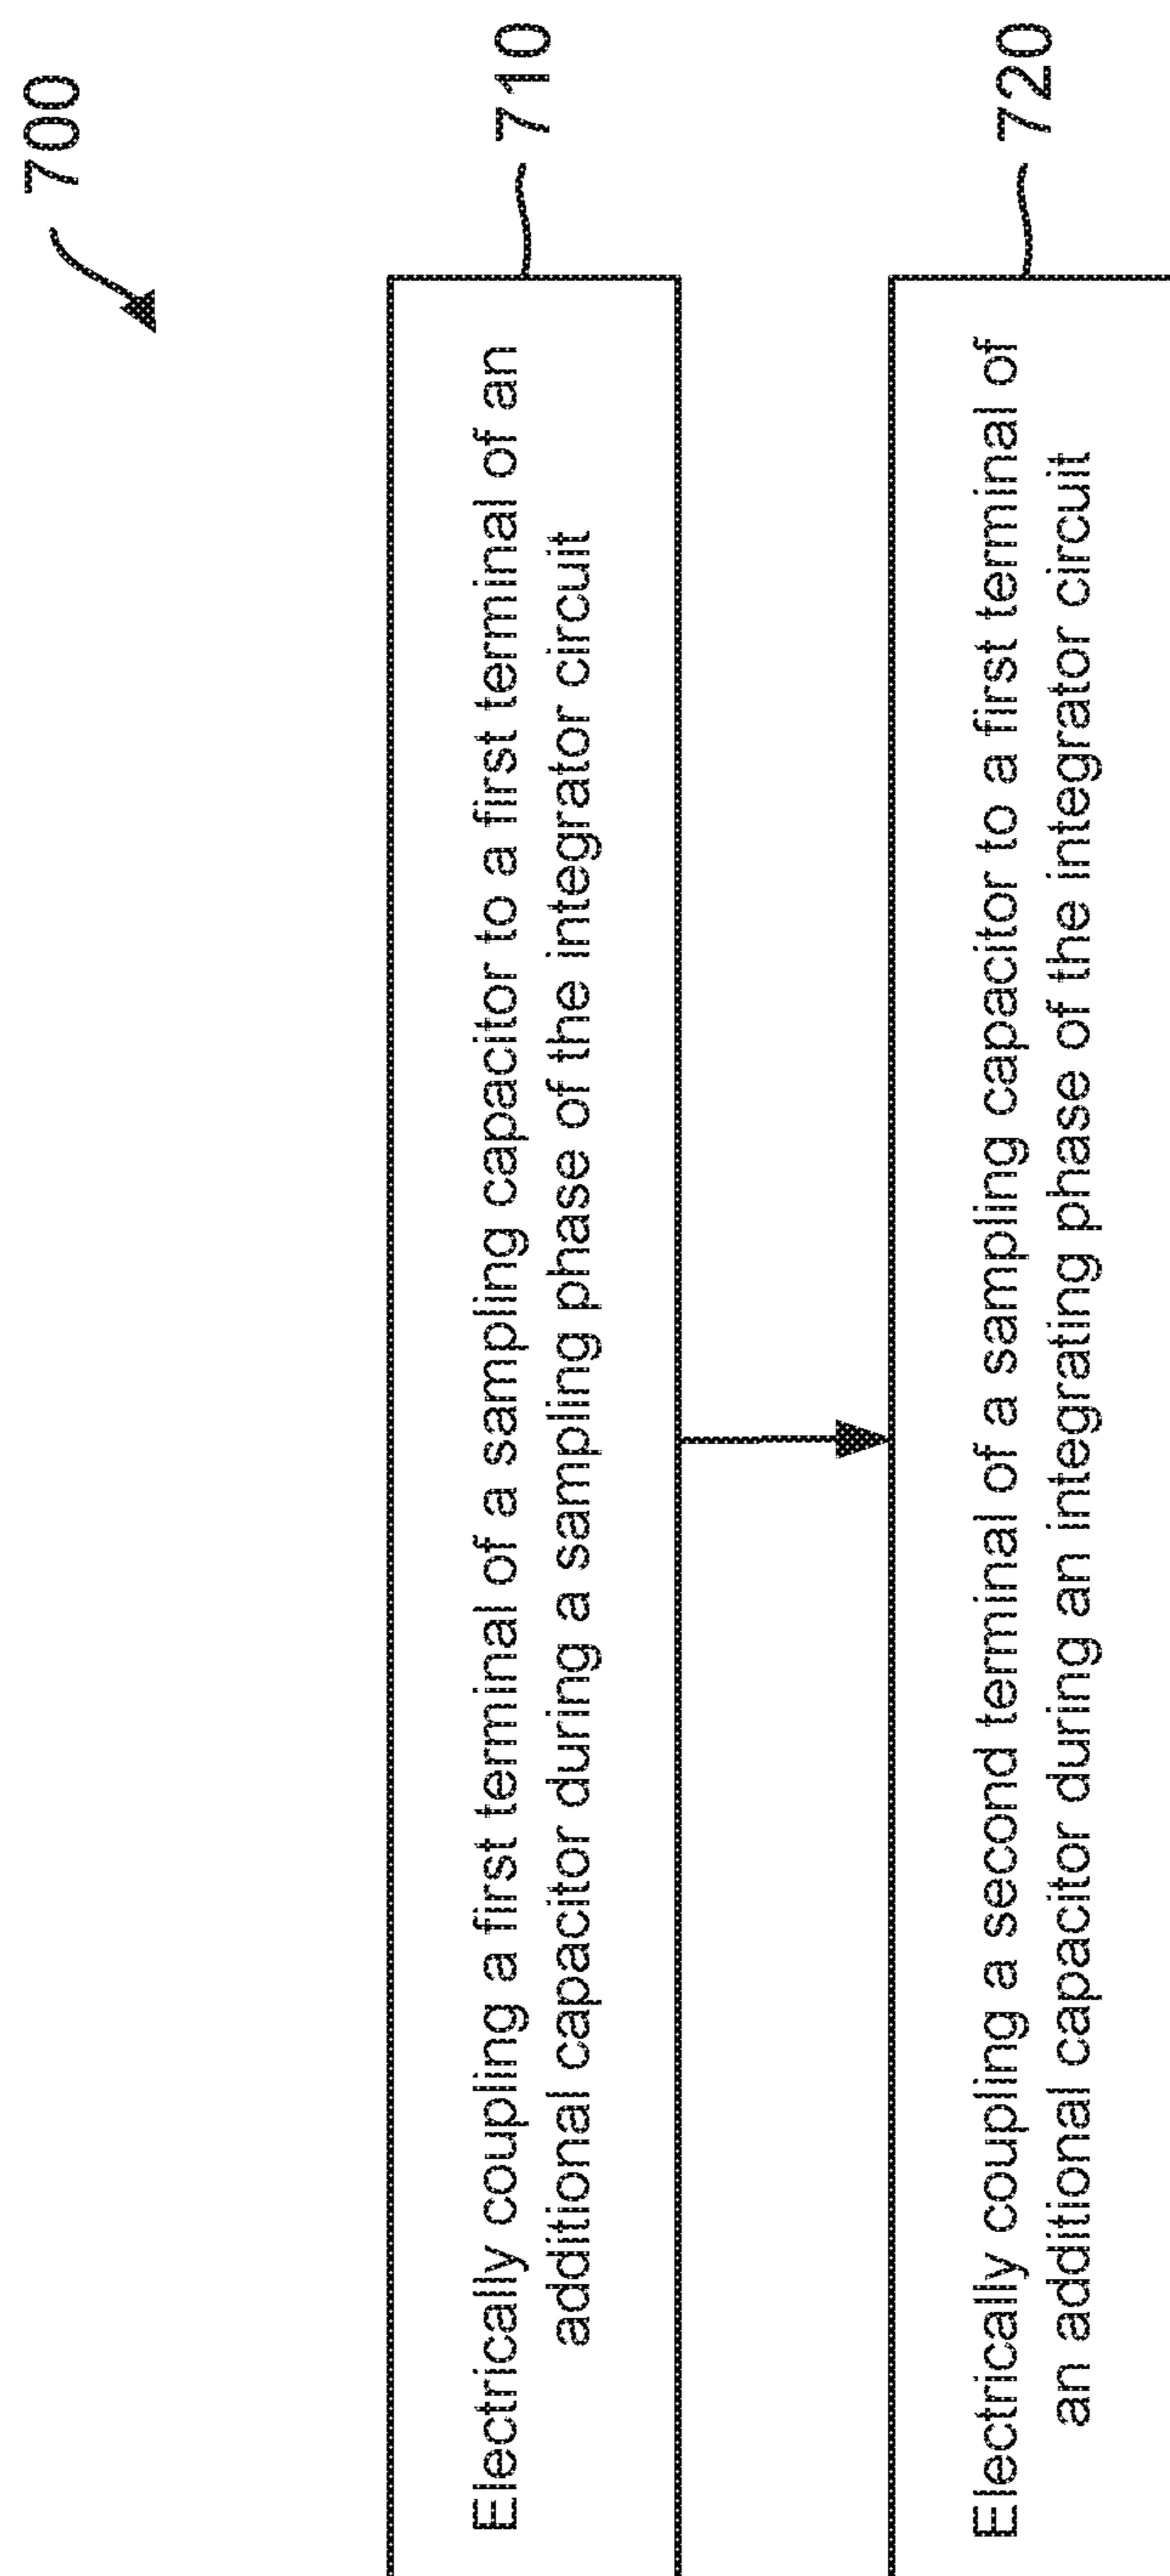 700
710
Electrically coupling a first terminal of a sampling capacitor to a first terminal of an
additional capacitor during a sampling phase of the integrator circuit
720
Electrically coupling a second terminal of a sampling capacitor to a first terminal of
an additional capacitor during an integrating phase of the integrator circuit